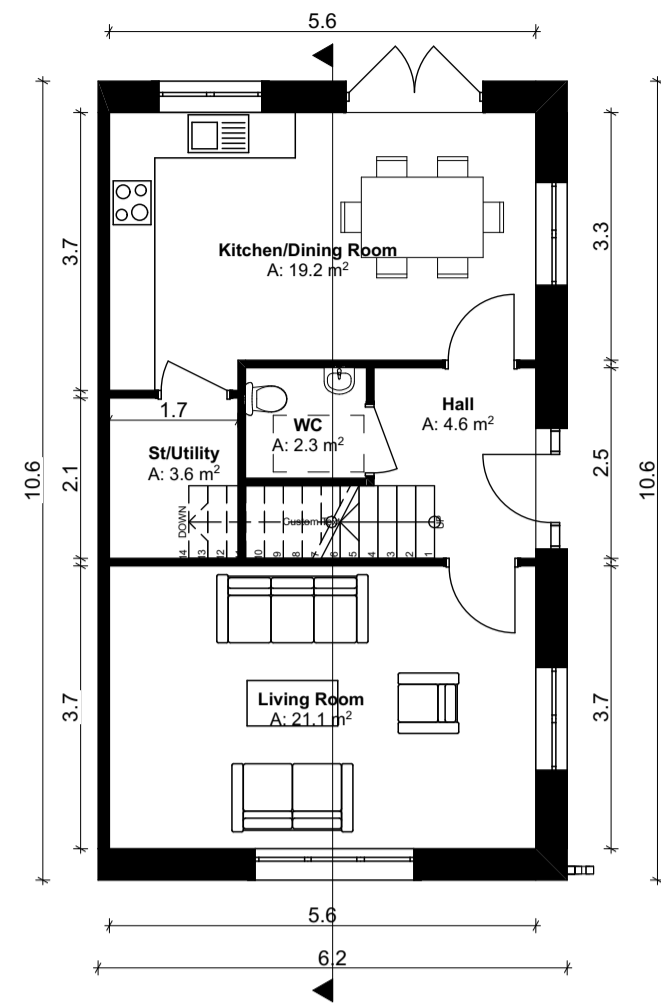 5.6
3.7
3.3
Kitchen/Dining Room
A: 19.2 m²
1.7
WC
A: 2.3 m²
Hall
A: 4.6 m²
St/Utility
A: 3.6 m²
10.6
2.1
2.5
10.6
DOWN
14
13
12
11
10
9
8
7
6
5
4
3
2
1
Living Room
A: 21.1 m²
3.7
3.7
5.6
6.2